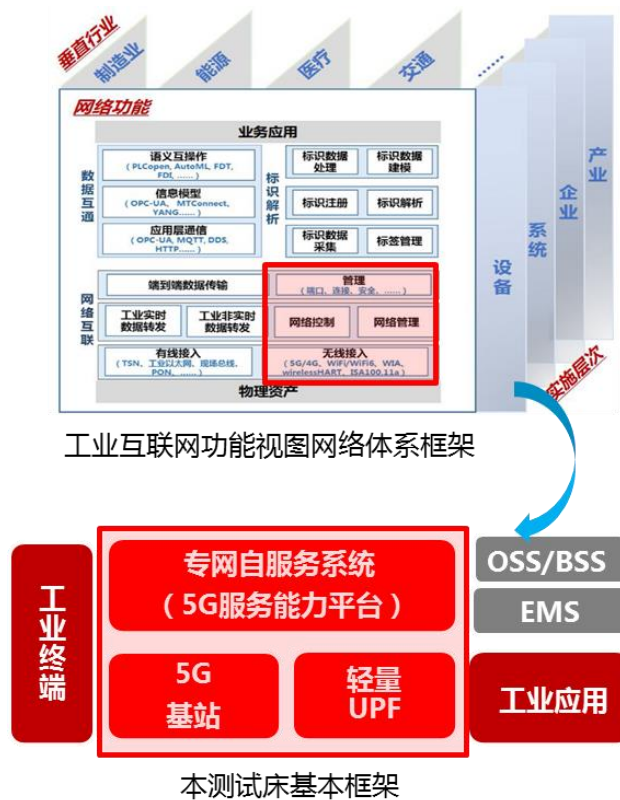 垂直行业
制造业
能源
医疗
交通
......
网络功能
业务应用
数据互通
语义互操作
（PLCopen, AutoML, FDT,
FDI, ......）
信息模型
（OPC-UA， MTConnect,
YANG......）
应用层通信
（OPC-UA, MQTT, DDS,
HTTP......）
标识解析
标识数据
处理
标识数据
建模
标识注册
标识解析
标识数据
采集
标签管理
网络互联
端到端数据传输
管理
（端口、连接、安全、......）
工业实时
数据转发
工业非实时
数据转发
网络控制
网络管理
有线接入
（TSN、工业以太网、现场总线、
PON、......）
无线接入
（5G/4G、WiFi/WiFi6、WIA、
wirelessHART、ISA100.11a）
物理资产
设备
系统
企业
产业
实施层次
工业互联网功能视图网络体系框架
工业终端
专网自服务系统
（5G服务能力平台）
5G
基站
轻量
UPF
OSS/BSS
EMS
工业应用
本测试床基本框架